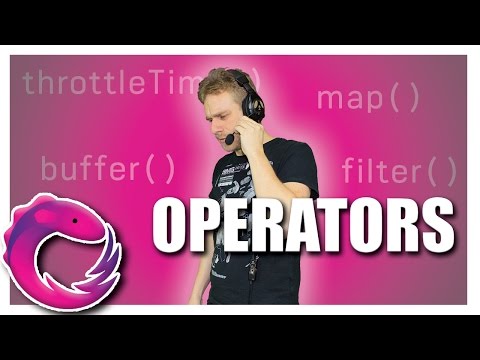 throttleTime()
map()
buffer()
filter()
OPERATORS